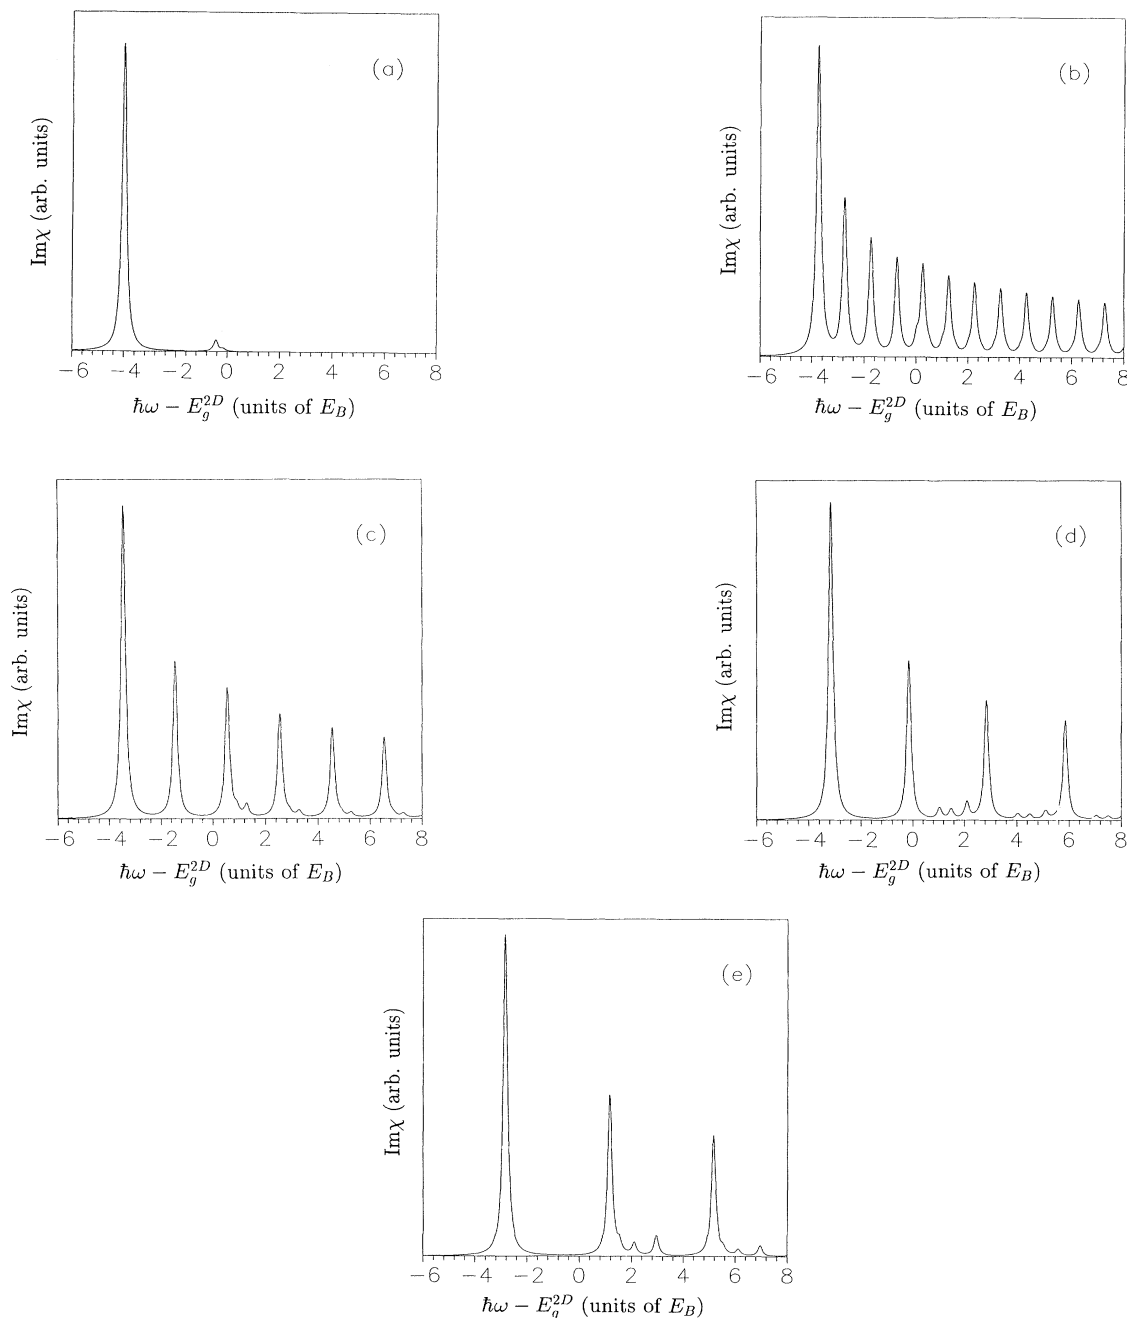 (a)
Imχ (arb. units)
−6 −4 −2 0 2 4 6 8
ħω − E_g^{2D} (units of E_B)
(b)
Imχ (arb. units)
−6 −4 −2 0 2 4 6 8
ħω − E_g^{2D} (units of E_B)
(c)
Imχ (arb. units)
−6 −4 −2 0 2 4 6 8
ħω − E_g^{2D} (units of E_B)
(d)
Imχ (arb. units)
−6 −4 −2 0 2 4 6 8
ħω − E_g^{2D} (units of E_B)
(e)
Imχ (arb. units)
−6 −4 −2 0 2 4 6 8
ħω − E_g^{2D} (units of E_B)